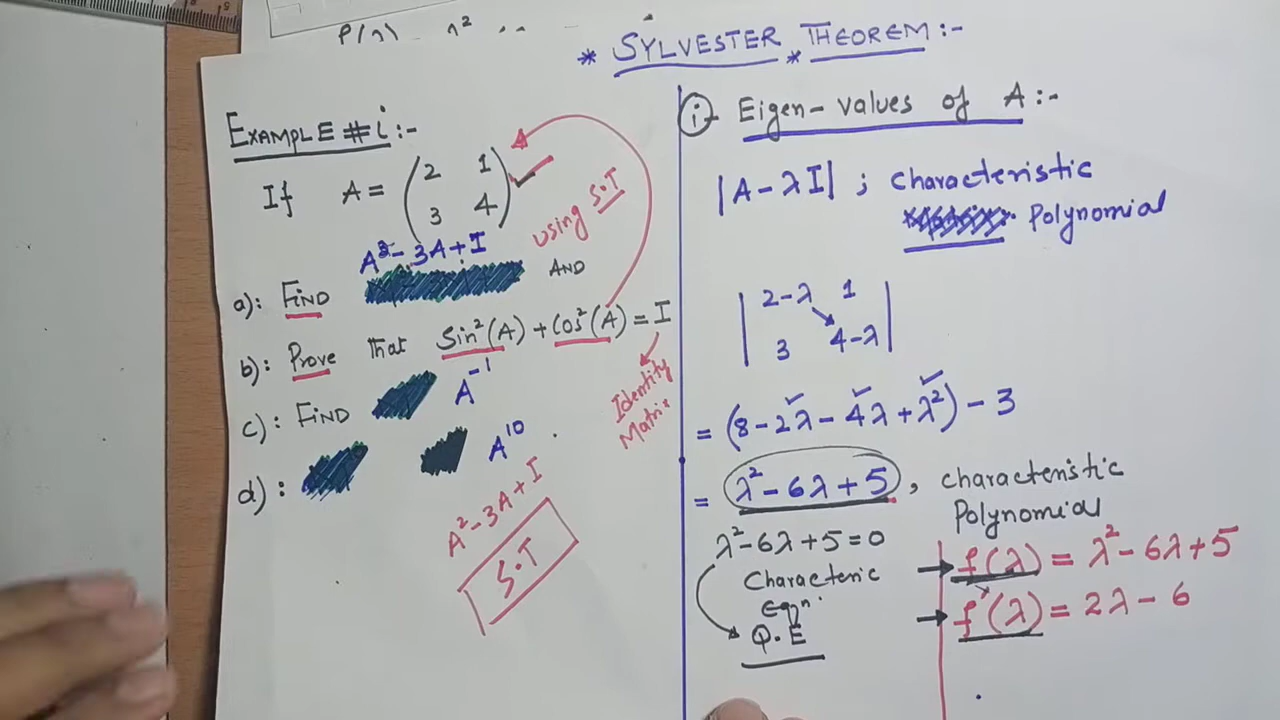 P(n) n²
* SYLVESTER * THEOREM:-
EXAMPLE # i:-
If A = (2 1
3 4)
using S.T
A² - 3A + I
a): FIND AND
b): Prove that Sin²(A) + Cos²(A) = I
Identity
Matrix
c): FIND A⁻¹
d): A¹⁰ .
A² - 3A + I
S.T
i Eigen-values of A:-
|A - λI| ; characteristic
Polynomial
|2-λ 1
3 4-λ|
= (8 - 2λ - 4λ + λ²) - 3
= λ² - 6λ + 5 , characteristic
Polynomial
λ² - 6λ + 5 = 0
Characteric
Eqn.
Q.E
→ f(λ) = λ² - 6λ + 5
→ f'(λ) = 2λ - 6